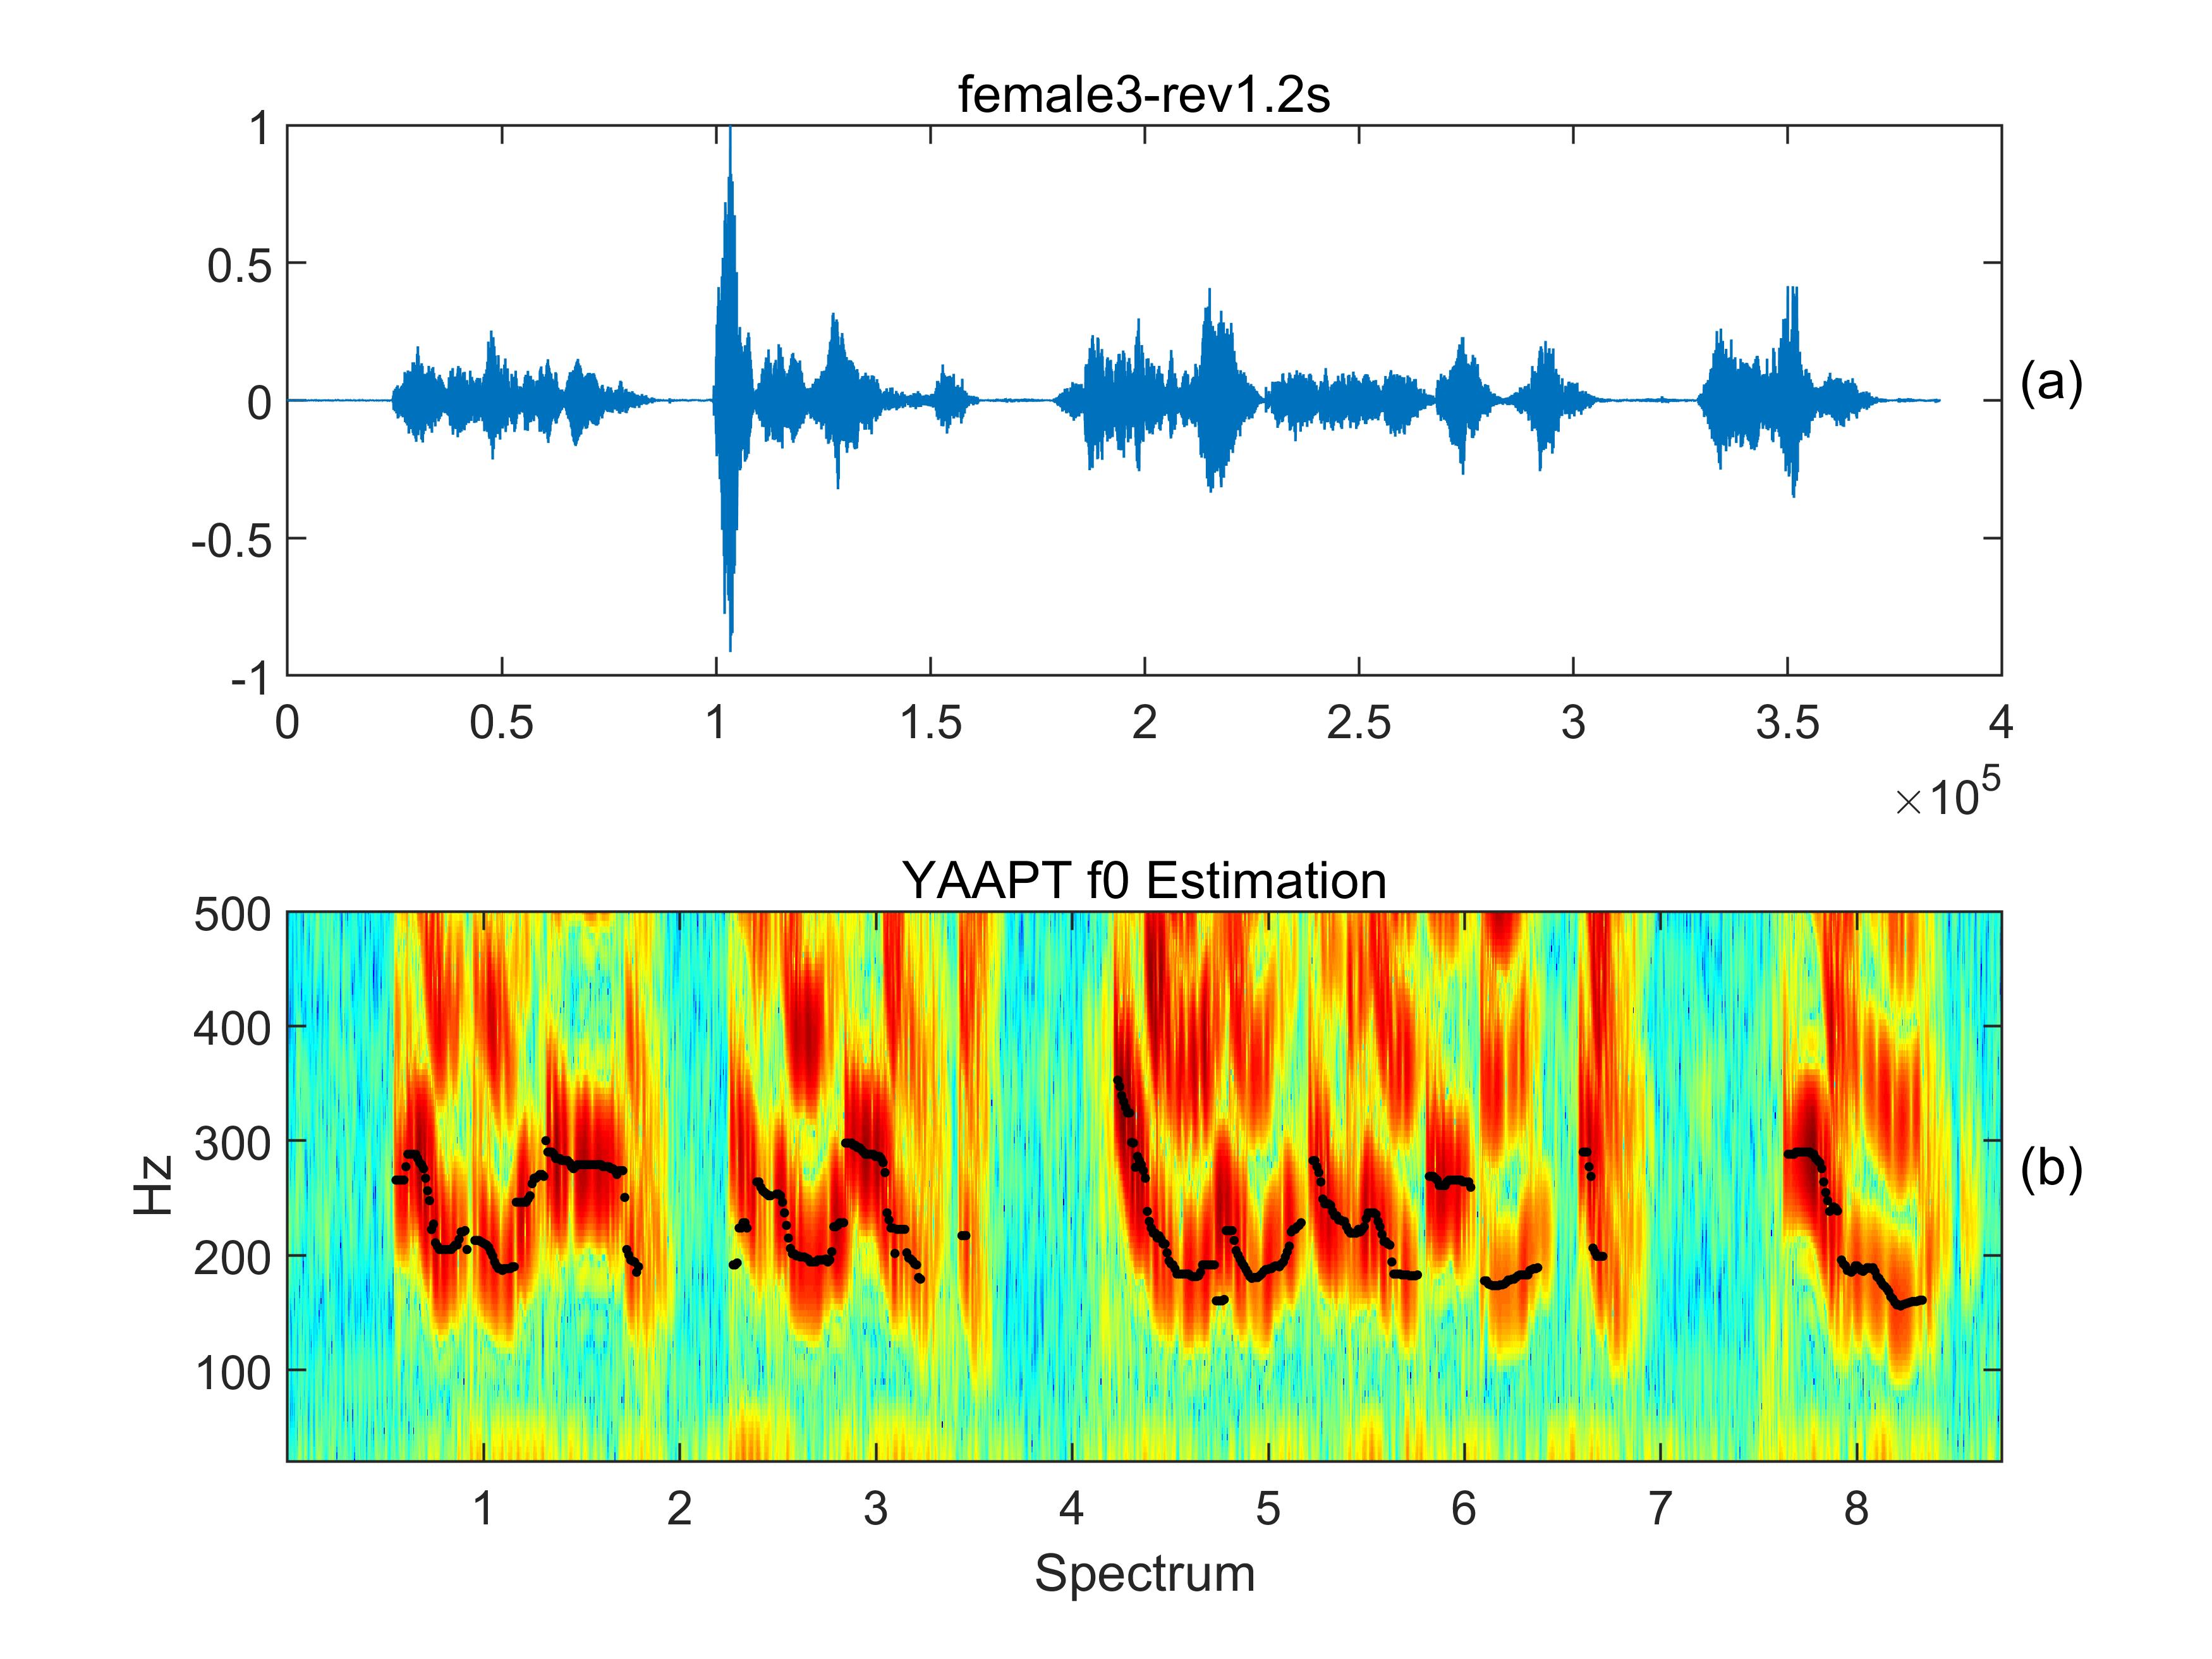 female3-rev1.2s
1
0.5
0
-0.5
-1
(a)
0 0.5 1 1.5 2 2.5 3 3.5 4
×10^5
YAAPT f0 Estimation
500
400
300
200
100
Hz
(b)
1 2 3 4 5 6 7 8
Spectrum